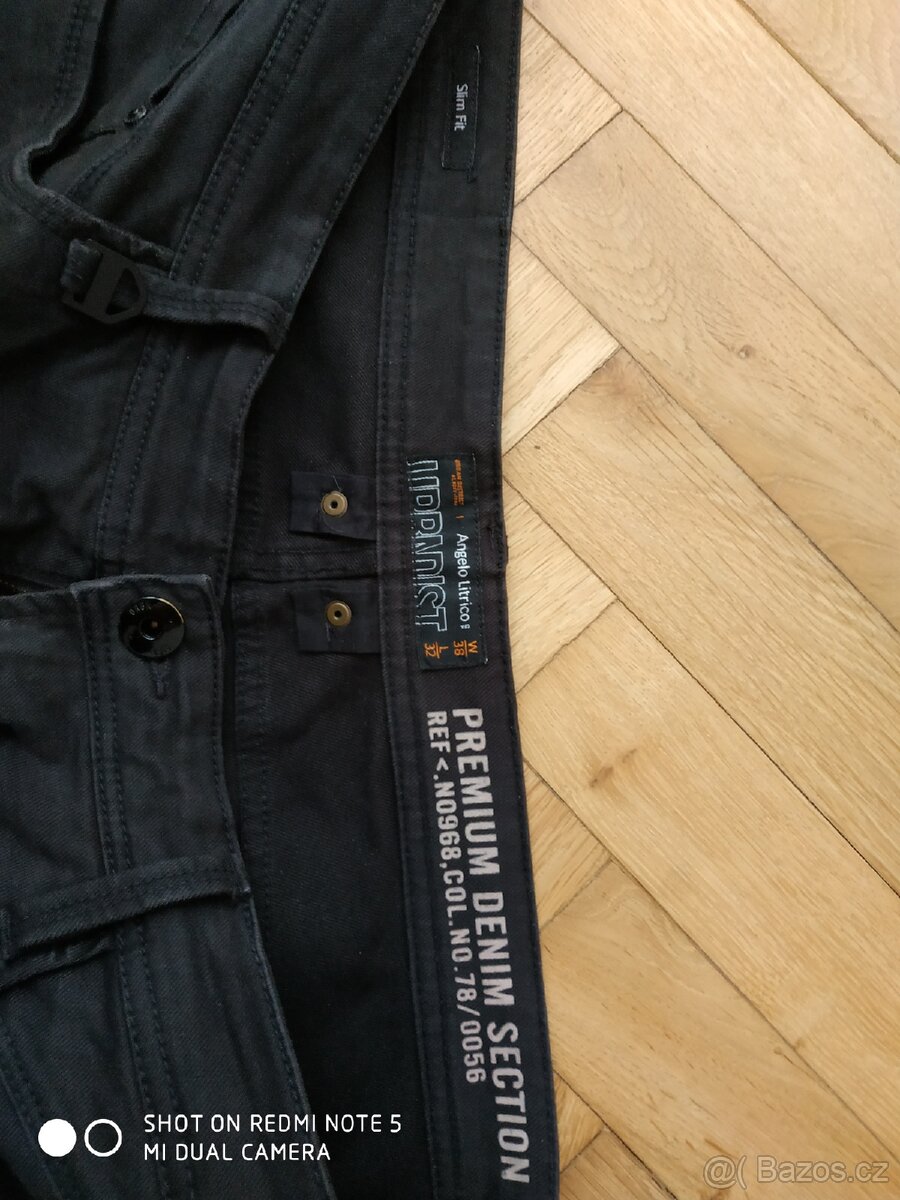 Slim Fit
Angelo Litrico
W
38
L
32
PREMIUM DENIM SECTION
REF<.NO968,COL.NO.78/0056
SHOT ON REDMI NOTE 5
MI DUAL CAMERA
@( Bazos.cz